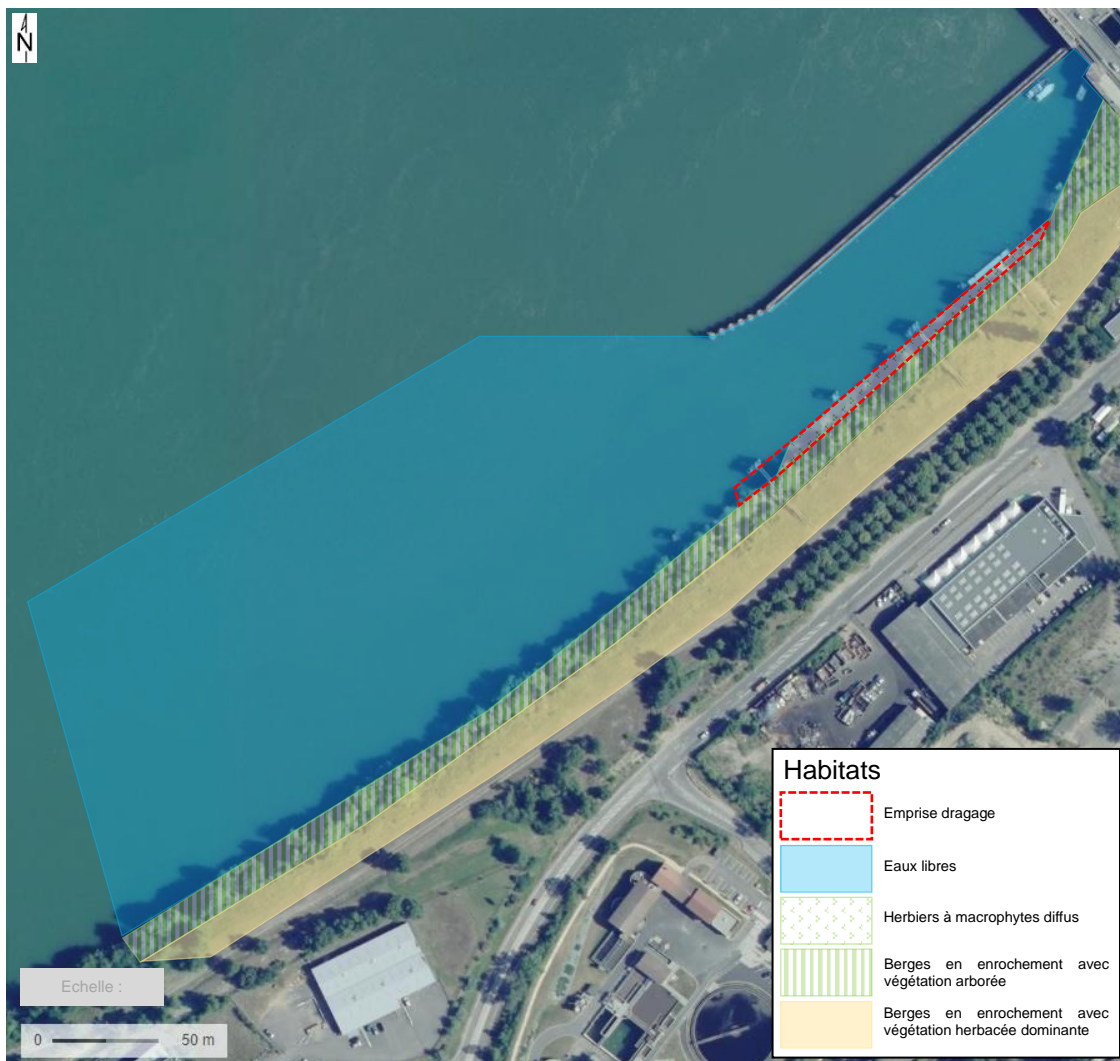 N
Habitats
Emprise dragage
Eaux libres
Herbiers à macrophytes diffus
Berges en enrochement avec
végétation arborée
Berges en enrochement avec
végétation herbacée dominante
Echelle :
0 50 m